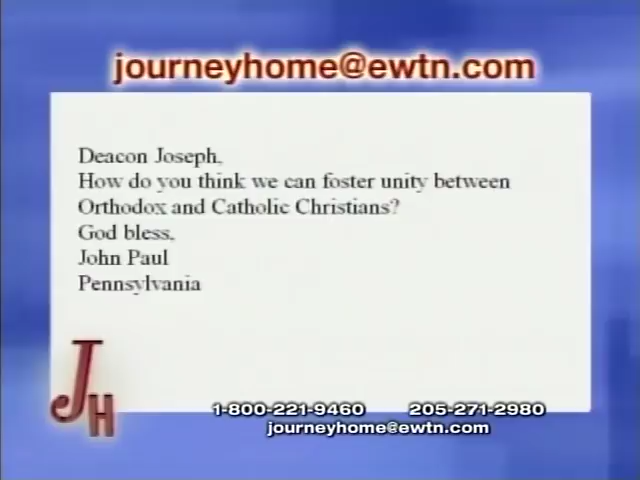 journeyhome@ewtn.com
Deacon Joseph,
How do you think we can foster unity between
Orthodox and Catholic Christians?
God bless,
John Paul
Pennsylvania
JH
1-800-221-9460 205-271-2980
journeyhome@ewtn.com